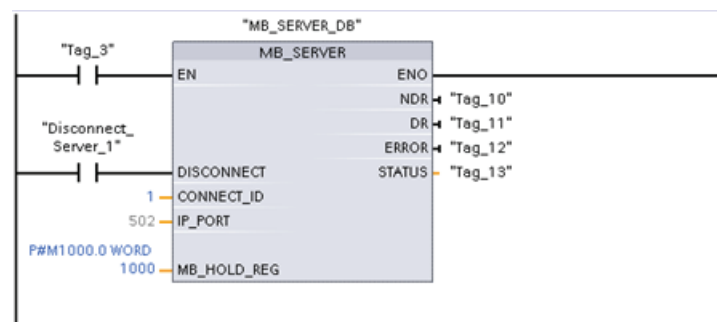 "MB_SERVER_DB"
"Tag_3"
MB_SERVER
EN
ENO
NDR
"Tag_10"
DR
"Tag_11"
"Disconnect_
Server_1"
ERROR
"Tag_12"
DISCONNECT
STATUS
"Tag_13"
1
CONNECT_ID
502
IP_PORT
P#M1000.0 WORD
1000
MB_HOLD_REG